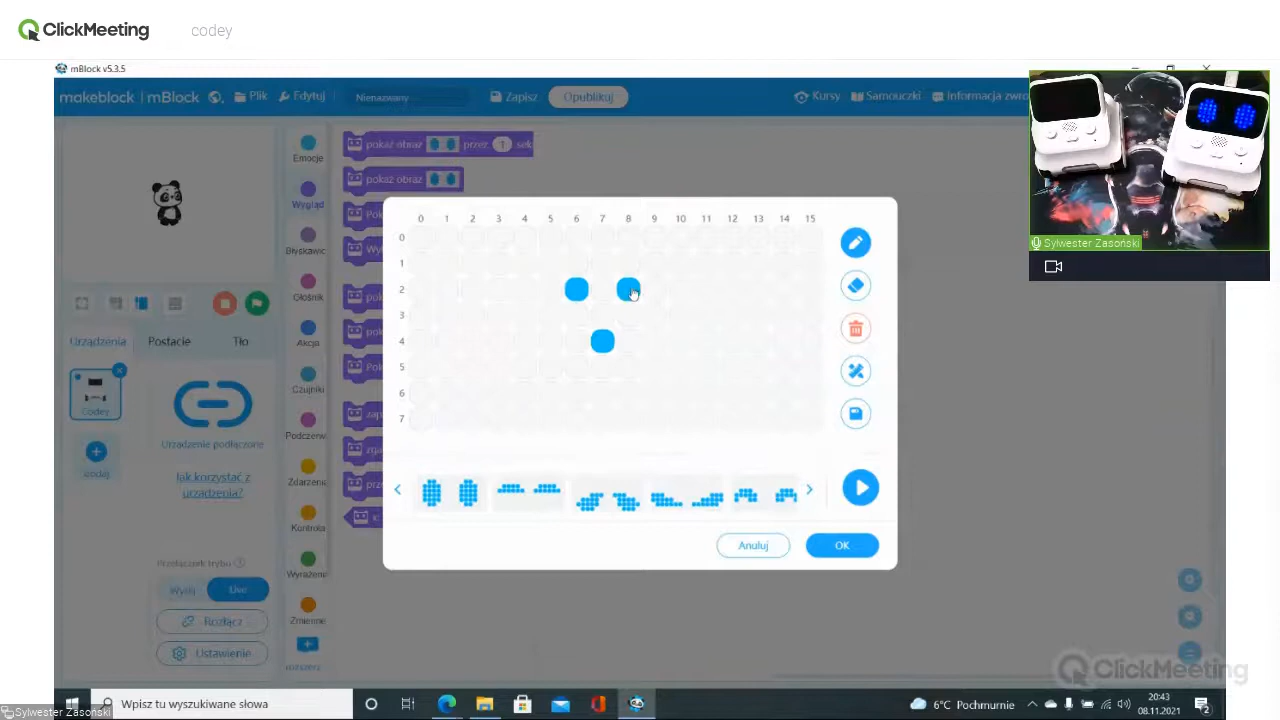 ClickMeeting codey
mBlock v5.3.5
makeblock | mBlock Plik Edytuj Nienazwany Zapisz Opublikuj Kursy Samouczki Informacja zwro
Sylwester Zasoński
Emocje
Wygląd
Błyskawic
Głośnik
Akcja
Czujniki
Podczerw
Zdarzenia
Kontrola
Wyrażenia
Zmienne
rozszerz
pokaż obraz przez 1 sek
pokaż obraz
Urządzenia Postacie Tło
Codey
dodaj
Urządzenie podłączone
Jak korzystać z
urządzenia?
Przełącznik trybu
Wyślij Live
Rozłącz
Ustawienie
0 1 2 3 4 5 6 7 8 9 10 11 12 13 14 15
0
1
2
3
4
5
6
7
Anuluj OK
ClickMeeting
Wpisz tu wyszukiwane słowa
6°C Pochmurnie
20:43
08.11.2021
2
Sylwester Zasoński